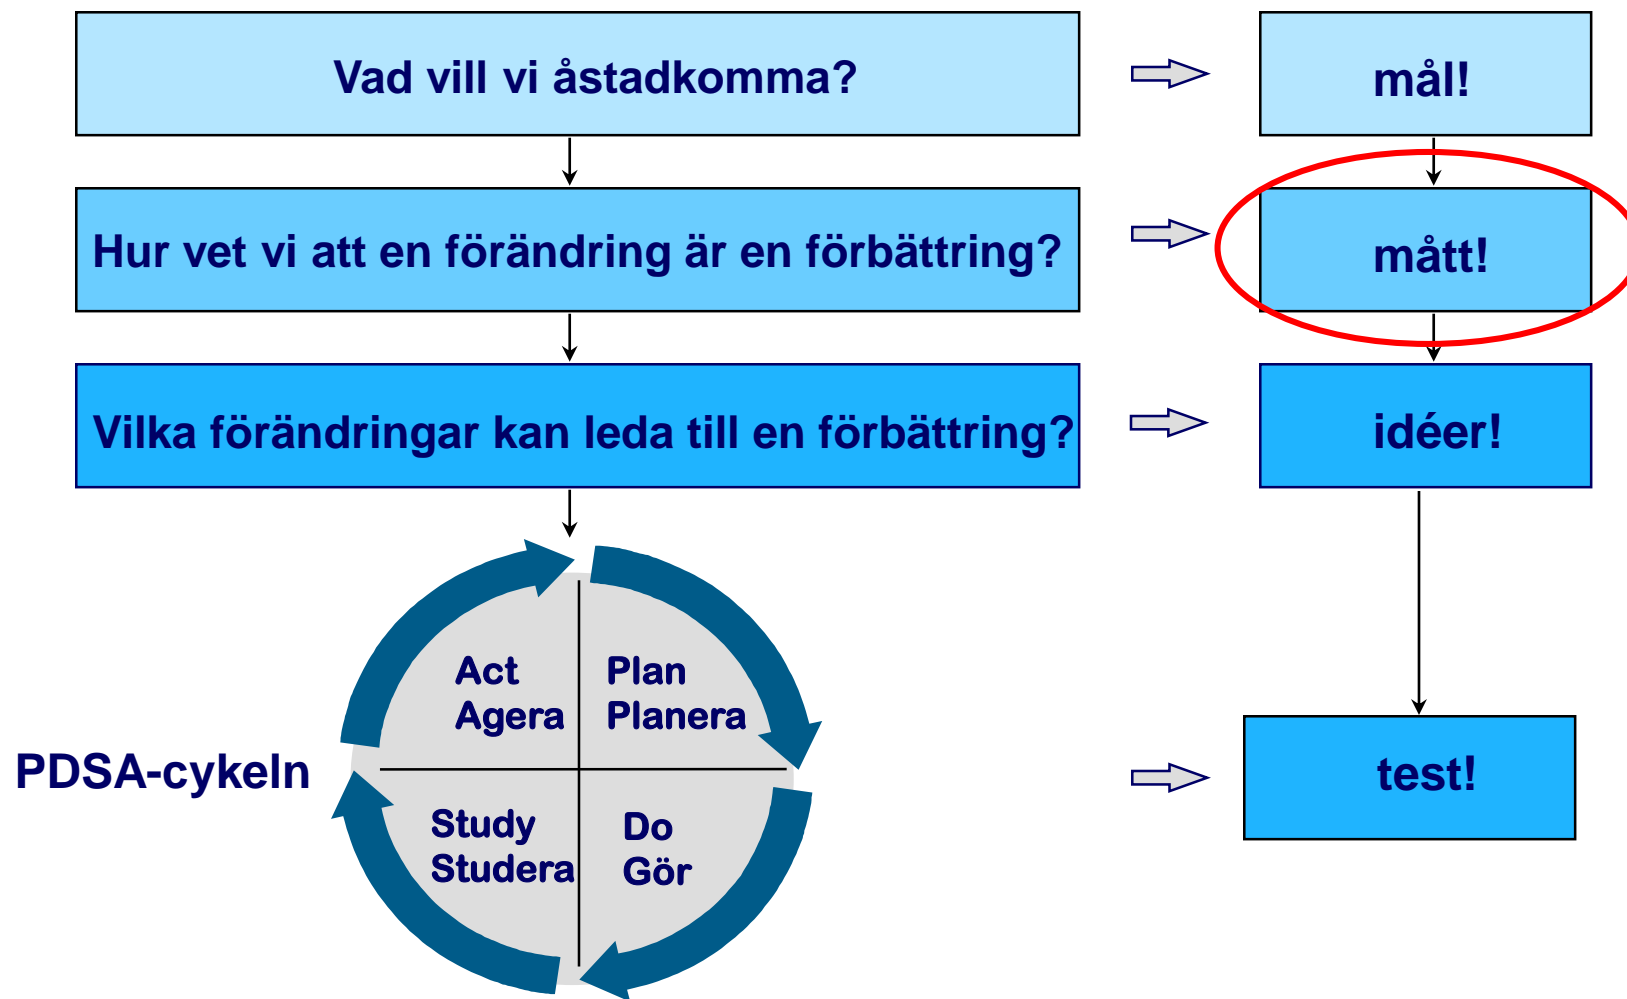 Vad vill vi åstadkomma?
mål!
Hur vet vi att en förändring är en förbättring?
mått!
Vilka förändringar kan leda till en förbättring?
idéer!
Act
Agera
Plan
Planera
PDSA-cykeln
test!
Study
Studera
Do
Gör